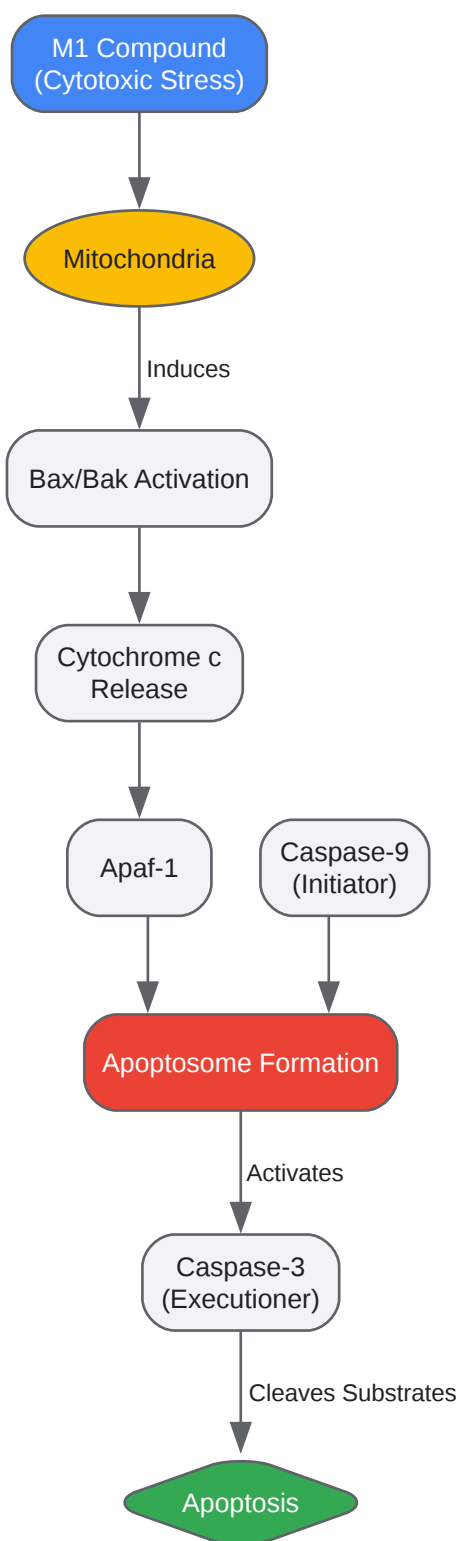 M1 Compound
(Cytotoxic Stress)
Mitochondria
Induces
Bax/Bak Activation
Cytochrome c
Release
Apaf-1
Caspase-9
(Initiator)
Apoptosome Formation
Activates
Caspase-3
(Executioner)
Cleaves Substrates
Apoptosis